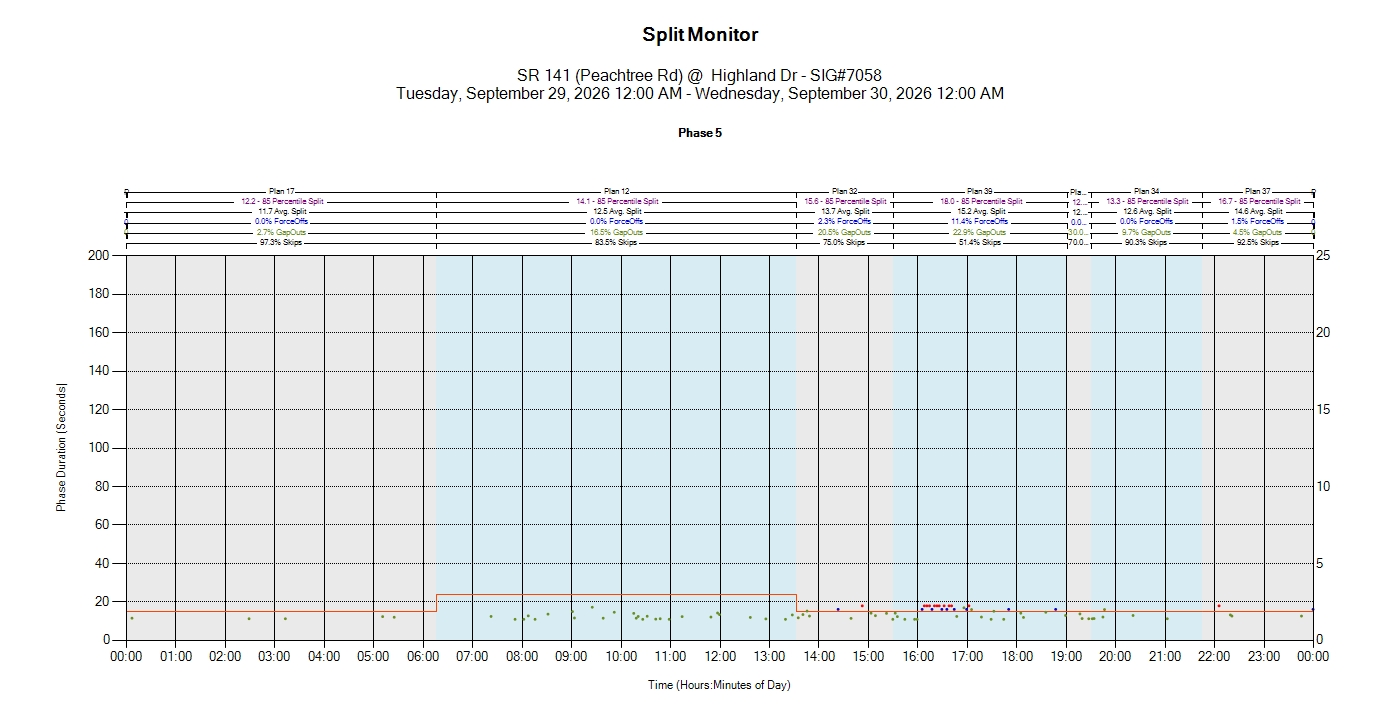 Split Monitor
SR 141 (Peachtree Rd) @ Highland Dr - SIG#7058
Tuesday, September 29, 2026 12:00 AM - Wednesday, September 30, 2026 12:00 AM
Phase 5
Plan 17 Plan 12 Plan 32 Plan 39 Pla... Plan 34 Plan 37
12.2 - 85 Percentile Split 14.1 - 85 Percentile Split 15.6 - 85 Percentile Split 18.0 - 85 Percentile Split 12... 13.3 - 85 Percentile Split 16.7 - 85 Percentile Split
11.7 Avg. Split 12.5 Avg. Split 13.7 Avg. Split 15.2 Avg. Split 12... 12.6 Avg. Split 14.6 Avg. Split
0.0% ForceOffs 0.0% ForceOffs 2.3% ForceOffs 11.4% ForceOffs 0.0... 0.0% ForceOffs 1.5% ForceOffs
2.7% GapOuts 16.5% GapOuts 20.5% GapOuts 22.9% GapOuts 30.0... 9.7% GapOuts 4.5% GapOuts
97.3% Skips 83.5% Skips 75.0% Skips 51.4% Skips 70.0... 90.3% Skips 92.5% Skips
200 25
180
160 20
140
120 15
100
80 10
60
40 5
20
0 0
Phase Duration (Seconds)
00:00 01:00 02:00 03:00 04:00 05:00 06:00 07:00 08:00 09:00 10:00 11:00 12:00 13:00 14:00 15:00 16:00 17:00 18:00 19:00 20:00 21:00 22:00 23:00 00:00
Time (Hours:Minutes of Day)